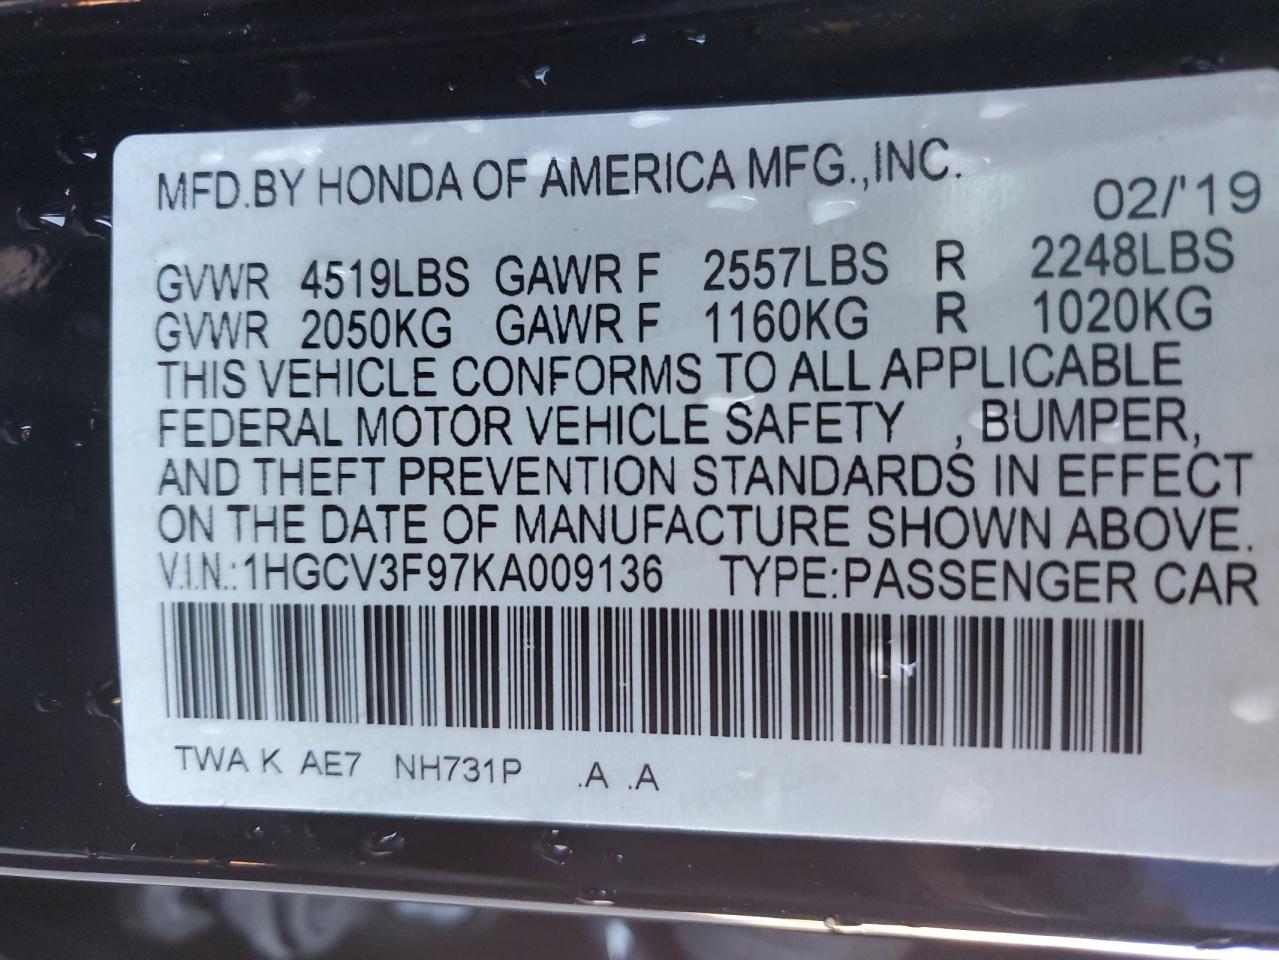 MFD.BY HONDA OF AMERICA MFG.,INC.
02/'19
GVWR 4519LBS GAWR F 2557LBS R 2248LBS
GVWR 2050KG GAWR F 1160KG R 1020KG
THIS VEHICLE CONFORMS TO ALL APPLICABLE
FEDERAL MOTOR VEHICLE SAFETY , BUMPER,
AND THEFT PREVENTION STANDARDS IN EFFECT
ON THE DATE OF MANUFACTURE SHOWN ABOVE.
V.I.N.:1HGCV3F97KA009136 TYPE:PASSENGER CAR
TWA K AE7 NH731P .A .A